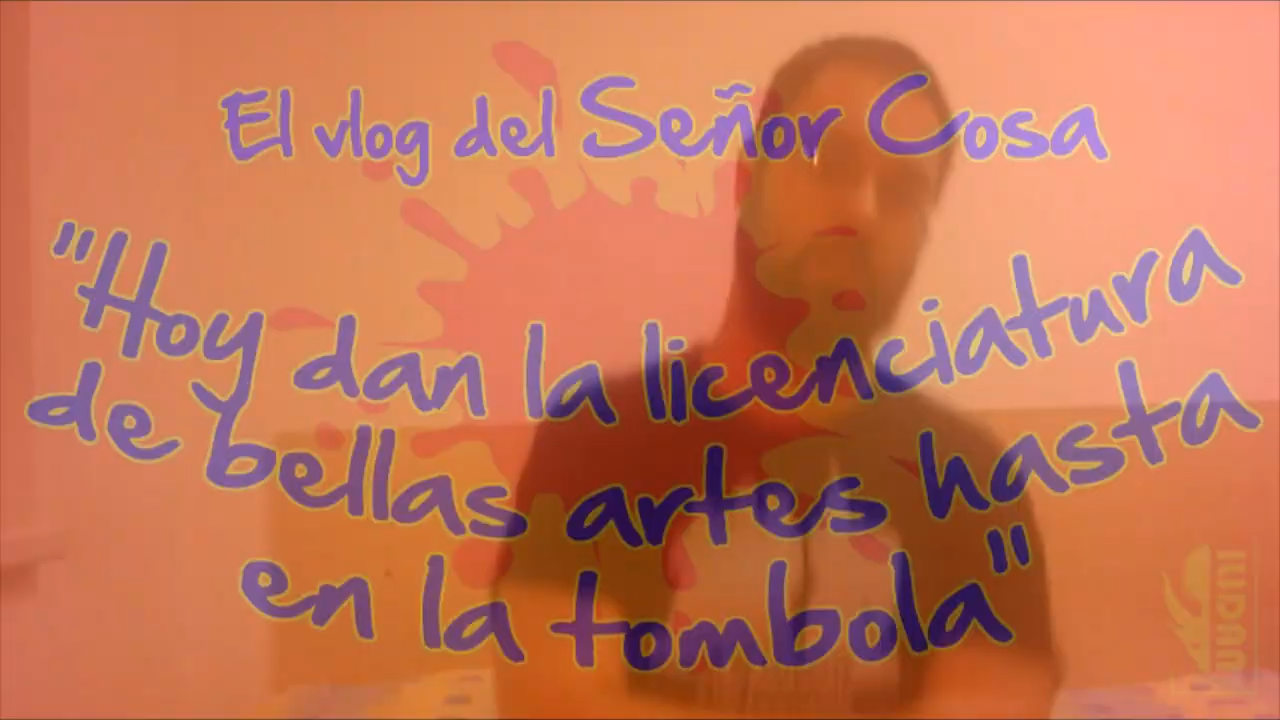 El vlog del Señor Cosa
"Hoy dan la licenciatura
de bellas artes hasta
en la tombola"